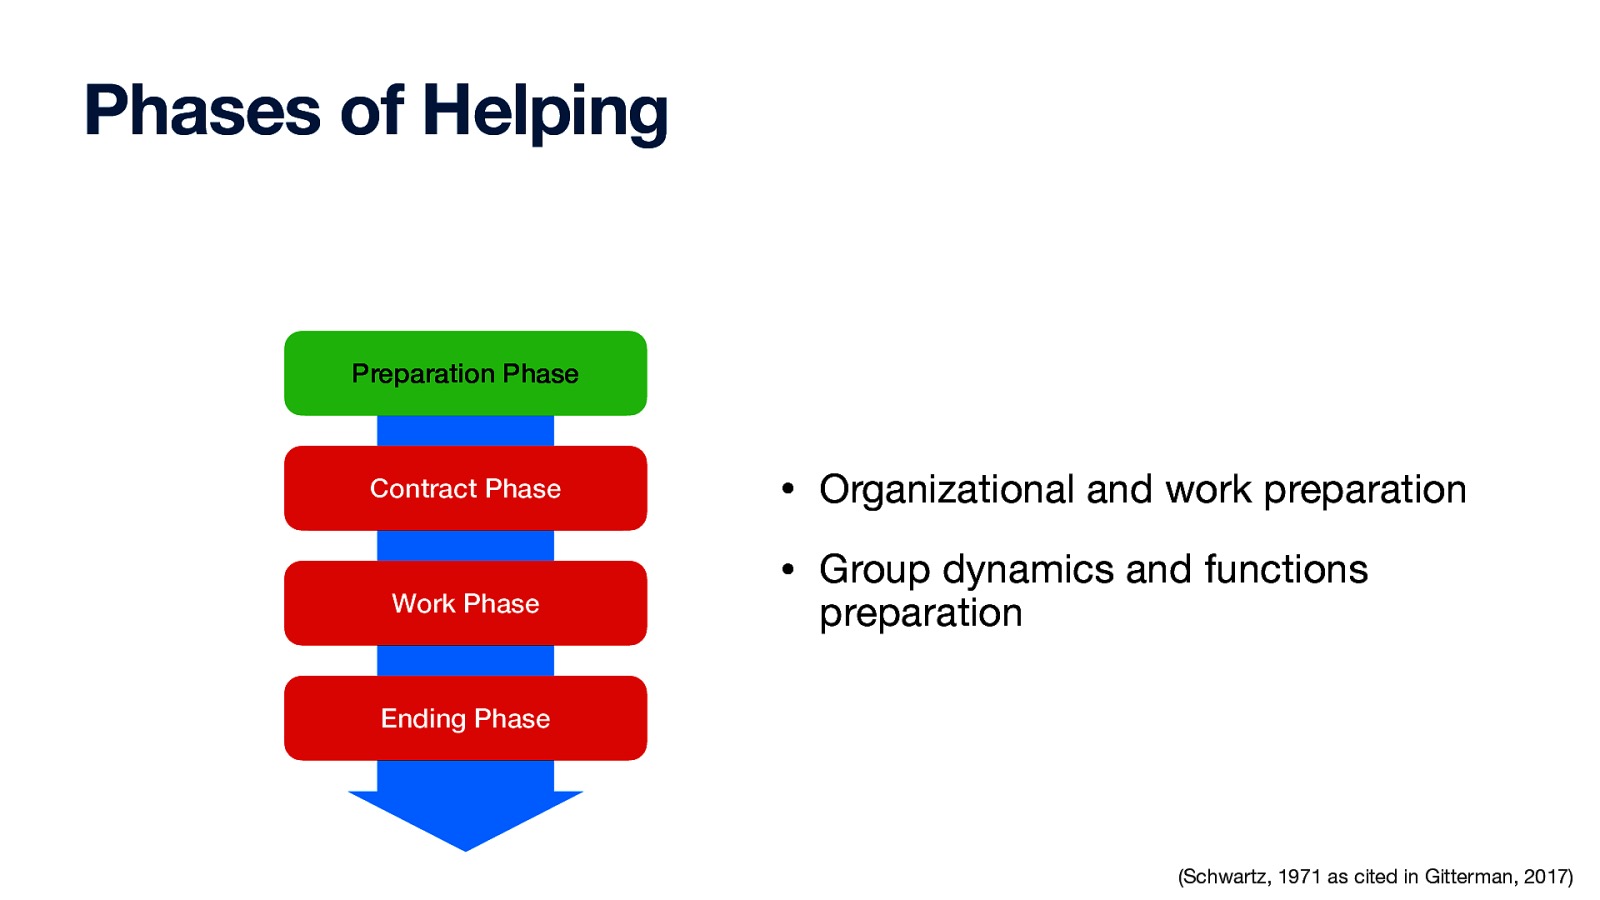 Phases of Helping
Preparation Phase
Contract Phase
Work Phase
Ending Phase
• Organizational and work preparation
• Group dynamics and functions
preparation
(Schwartz, 1971 as cited in Gitterman, 2017)